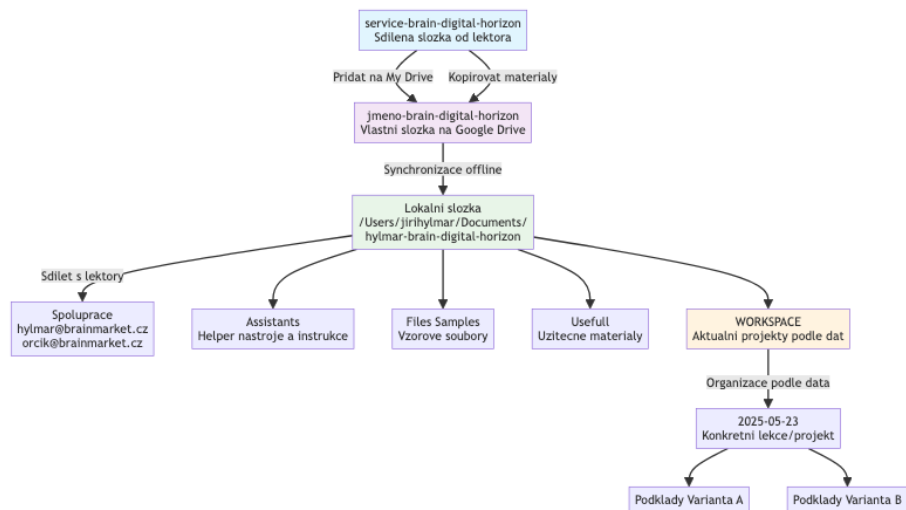 service-brain-digital-horizon
Sdilena slozka od lektora
Pridat na My Drive
Kopirovat materialy
jmeno-brain-digital-horizon
Vlastni slozka na Google Drive
Synchronizace offline
Lokalni slozka
/Users/jirihylmar/Documents/
hylmar-brain-digital-horizon
Sdilet s lektory
Spoluprace
hylmar@brainmarket.cz
orcik@brainmarket.cz
Assistants
Helper nastroje a instrukce
Files Samples
Vzorove soubory
Usefull
Uzitecne materialy
WORKSPACE
Aktualni projekty podle dat
Organizace podle data
2025-05-23
Konkretni lekce/projekt
Podklady Varianta A
Podklady Varianta B